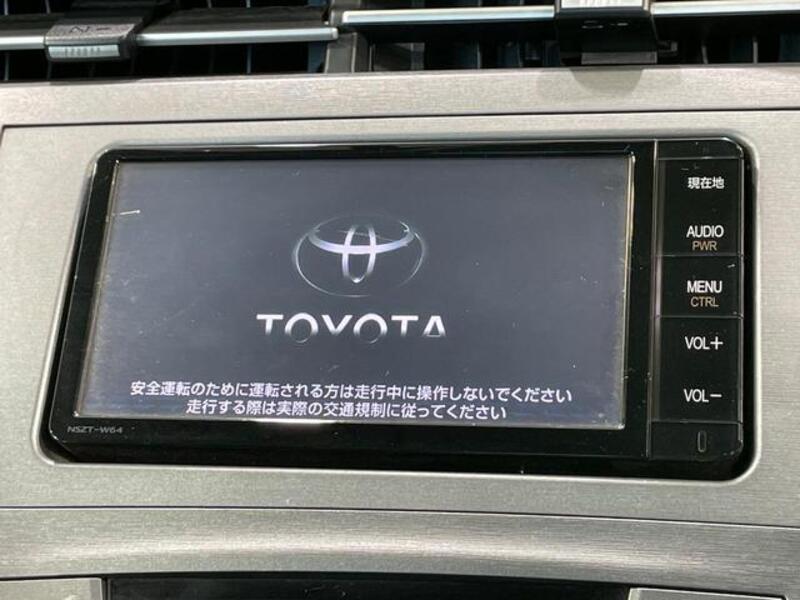 現在地
AUDIO
PWR
MENU
CTRL
VOL+
VOL-
TOYOTA
安全運転のために運転される方は走行中に操作しないでください
走行する際は実際の交通規制に従ってください
NSZT-W64